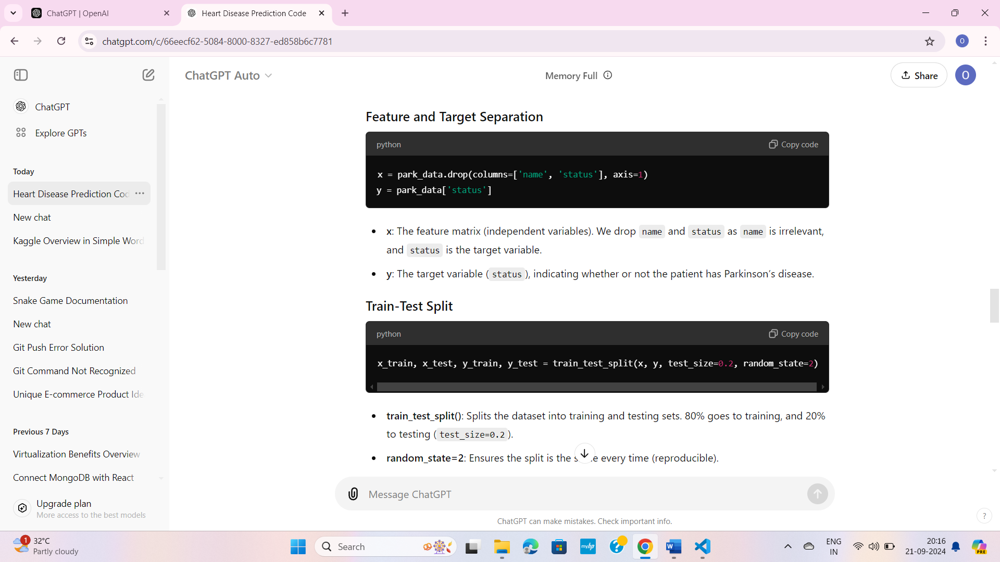 ChatGPT | OpenAI
Heart Disease Prediction Code
chatgpt.com/c/66eecf62-5084-8000-8327-ed858b6c7781
O
ChatGPT Auto
Memory Full
Share
O
ChatGPT
Explore GPTs
Today
Heart Disease Prediction Cod
New chat
Kaggle Overview in Simple Word
Yesterday
Snake Game Documentation
New chat
Git Push Error Solution
Git Command Not Recognized
Unique E-commerce Product Ide
Previous 7 Days
Virtualization Benefits Overview
Connect MongoDB with React
Upgrade plan
More access to the best models
Feature and Target Separation
python
Copy code
x = park_data.drop(columns=['name', 'status'], axis=1)
y = park_data['status']
x: The feature matrix (independent variables). We drop name and status as name is irrelevant,
and status is the target variable.
y: The target variable (status), indicating whether or not the patient has Parkinson’s disease.
Train-Test Split
python
Copy code
x_train, x_test, y_train, y_test = train_test_split(x, y, test_size=0.2, random_state=2)
train_test_split(): Splits the dataset into training and testing sets. 80% goes to training, and 20%
to testing (test_size=0.2).
random_state=2: Ensures the split is the every time (reproducible).
Message ChatGPT
ChatGPT can make mistakes. Check important info.
?
1
32°C
Partly cloudy
Search
myhp
?
W
ENG
IN
20:16
21-09-2024
PRE